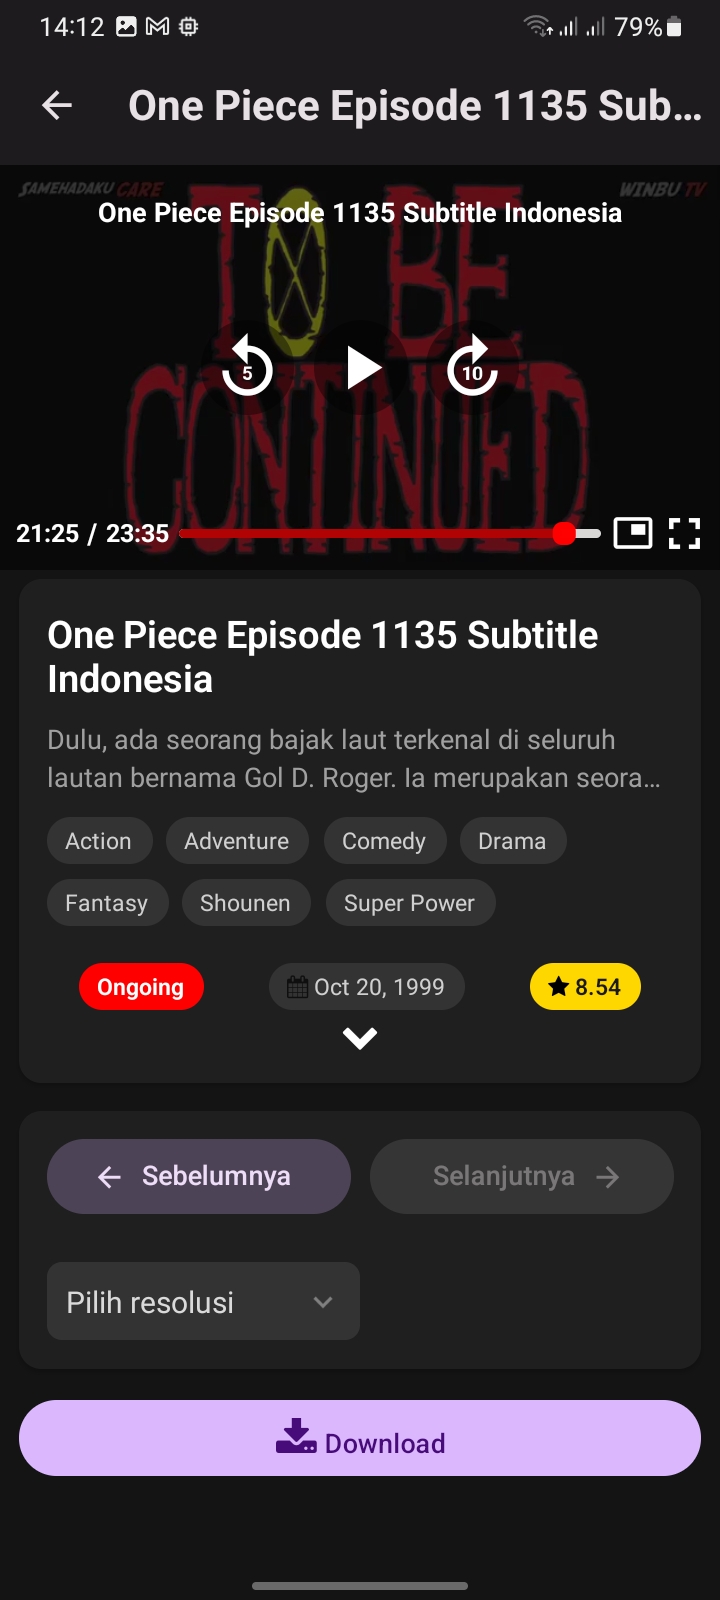 14:12
79%
One Piece Episode 1135 Sub...
SAMEHADAKU CARE
WINBU TV
One Piece Episode 1135 Subtitle Indonesia
TO BE
CONTINUED
5
10
21:25 / 23:35
One Piece Episode 1135 Subtitle
Indonesia
Dulu, ada seorang bajak laut terkenal di seluruh
lautan bernama Gol D. Roger. Ia merupakan seora...
Action Adventure Comedy Drama
Fantasy Shounen Super Power
Ongoing Oct 20, 1999 8.54
Sebelumnya Selanjutnya
Pilih resolusi
Download